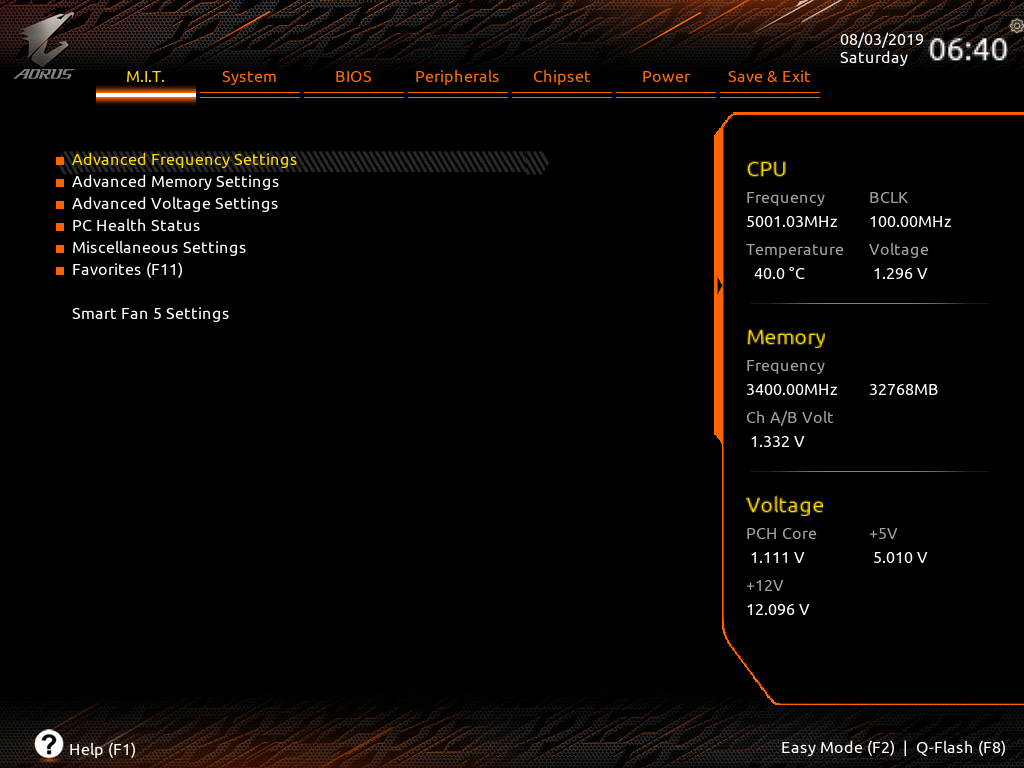 AORUS
08/03/2019
Saturday
06:40
M.I.T. System BIOS Peripherals Chipset Power Save & Exit
Advanced Frequency Settings
Advanced Memory Settings
Advanced Voltage Settings
PC Health Status
Miscellaneous Settings
Favorites (F11)
Smart Fan 5 Settings
CPU
Frequency BCLK
5001.03MHz 100.00MHz
Temperature Voltage
40.0 °C 1.296 V
Memory
Frequency
3400.00MHz 32768MB
Ch A/B Volt
1.332 V
Voltage
PCH Core +5V
1.111 V 5.010 V
+12V
12.096 V
? Help (F1)
Easy Mode (F2) | Q-Flash (F8)